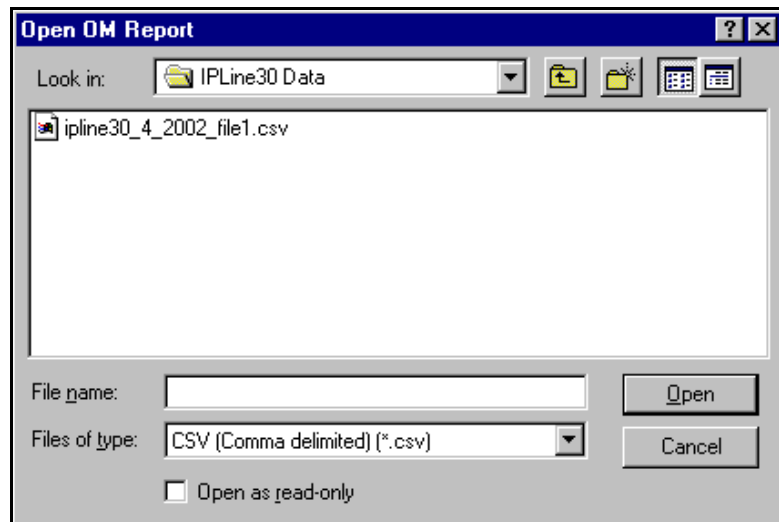 Open OM Report
Look in: IPLine30 Data
ipline30_4_2002_file1.csv
File name: Open
Files of type: CSV (Comma delimited) (*.csv) Cancel
Open as read-only